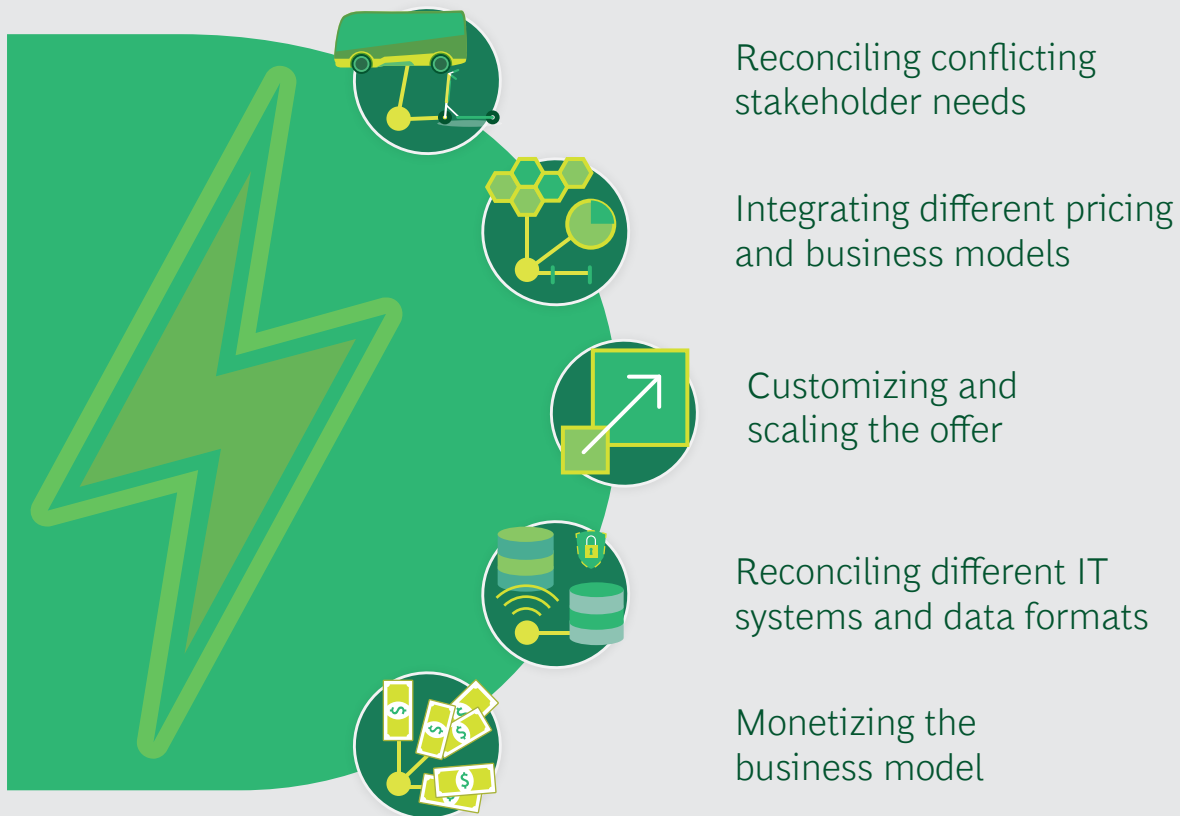 Reconciling conflicting
stakeholder needs
Integrating different pricing
and business models
Customizing and
scaling the offer
Reconciling different IT
systems and data formats
Monetizing the
business model
$
$
$
$
$